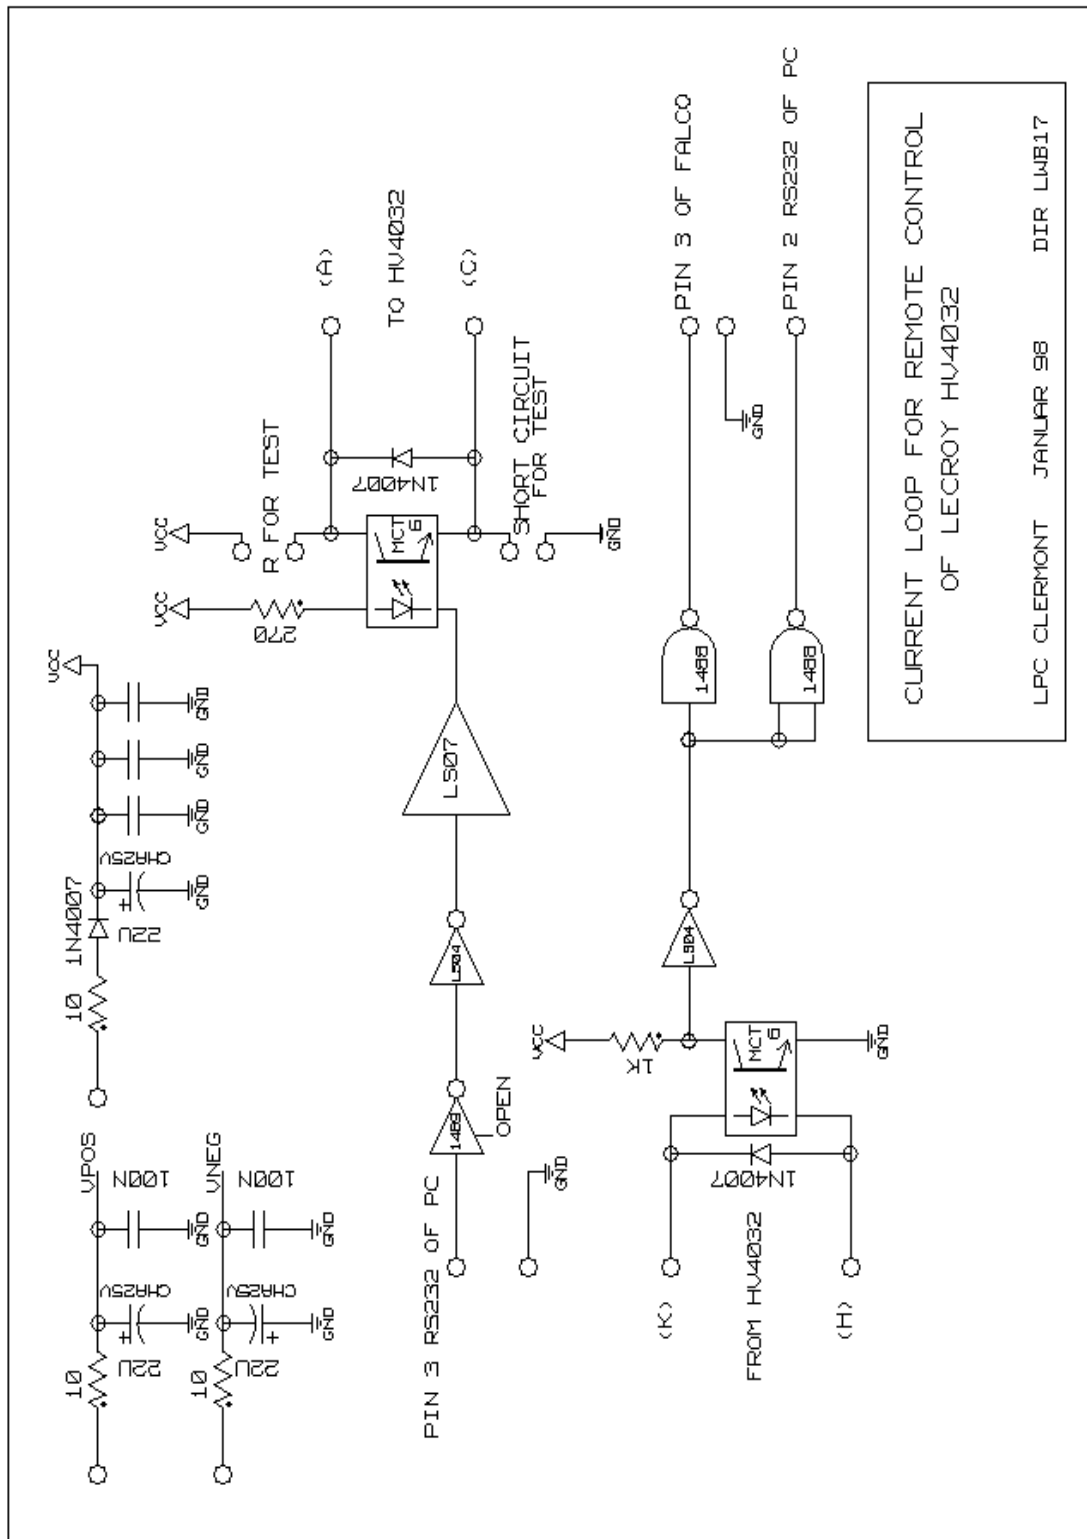 10
VPOS
22U
CHA25V
100N
GND
GND
10
VNEG
22U
CHA25V
100N
GND
GND
10
1N4007
VCC
22U
CHA25V
GND
GND
GND
GND
PIN 3 RS232 OF PC
1489
OPEN
LS04
LS07
GND
VCC
270
VCC
R FOR TEST
MCT
6
1N4007
SHORT CIRCUIT
FOR TEST
GND
(A)
TO HV4032
(C)
(K)
FROM HV4032
(H)
1N4007
MCT
6
VCC
1K
GND
LS04
1488
1488
PIN 3 OF FALCO
GND
PIN 2 RS232 OF PC
CURRENT LOOP FOR REMOTE CONTROL
OF LECROY HV4032
LPC CLERMONT JANUAR 98 DIR LWB17